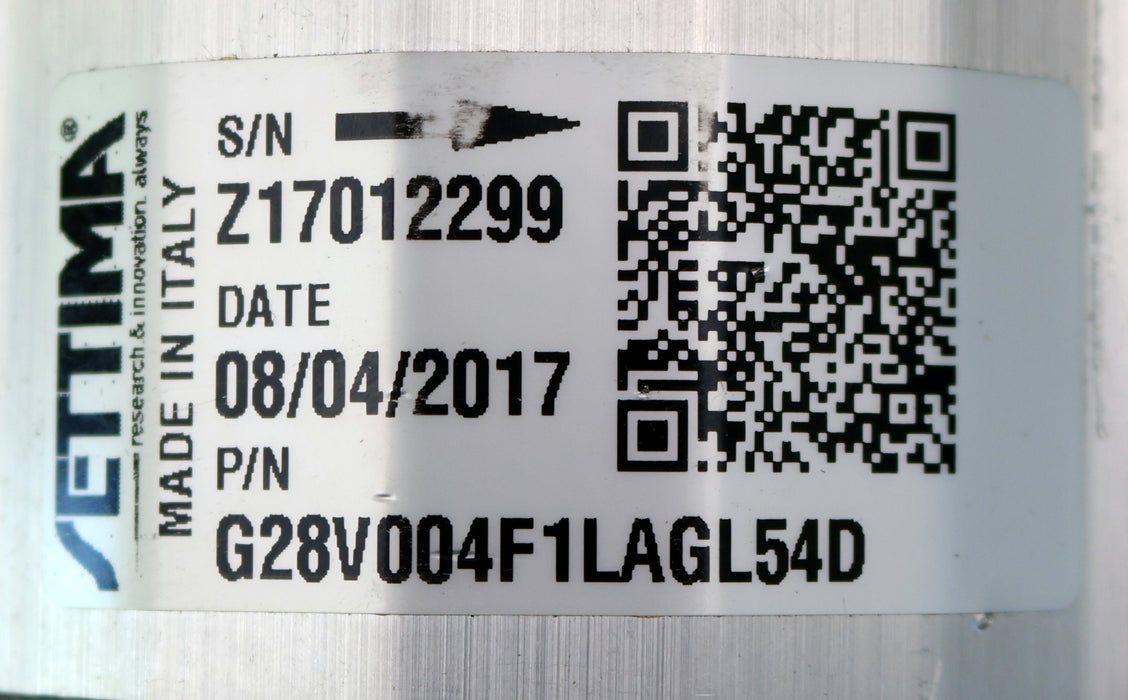 SETTIMA®
research & innovation. always
MADE IN ITALY
S/N
Z17012299
DATE
08/04/2017
P/N
G28V004F1LAGL54D